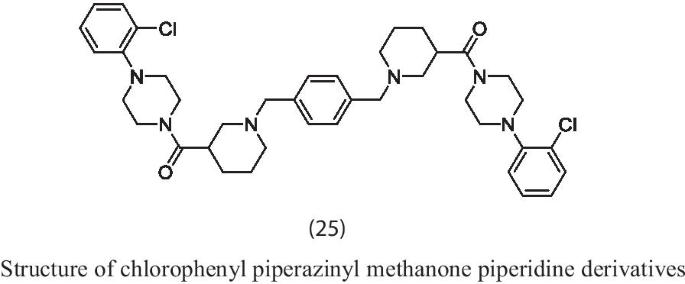 Cl
N
N
O
N
N
O
N
N
Cl
(25)
Structure of chlorophenyl piperazinyl methanone piperidine derivatives